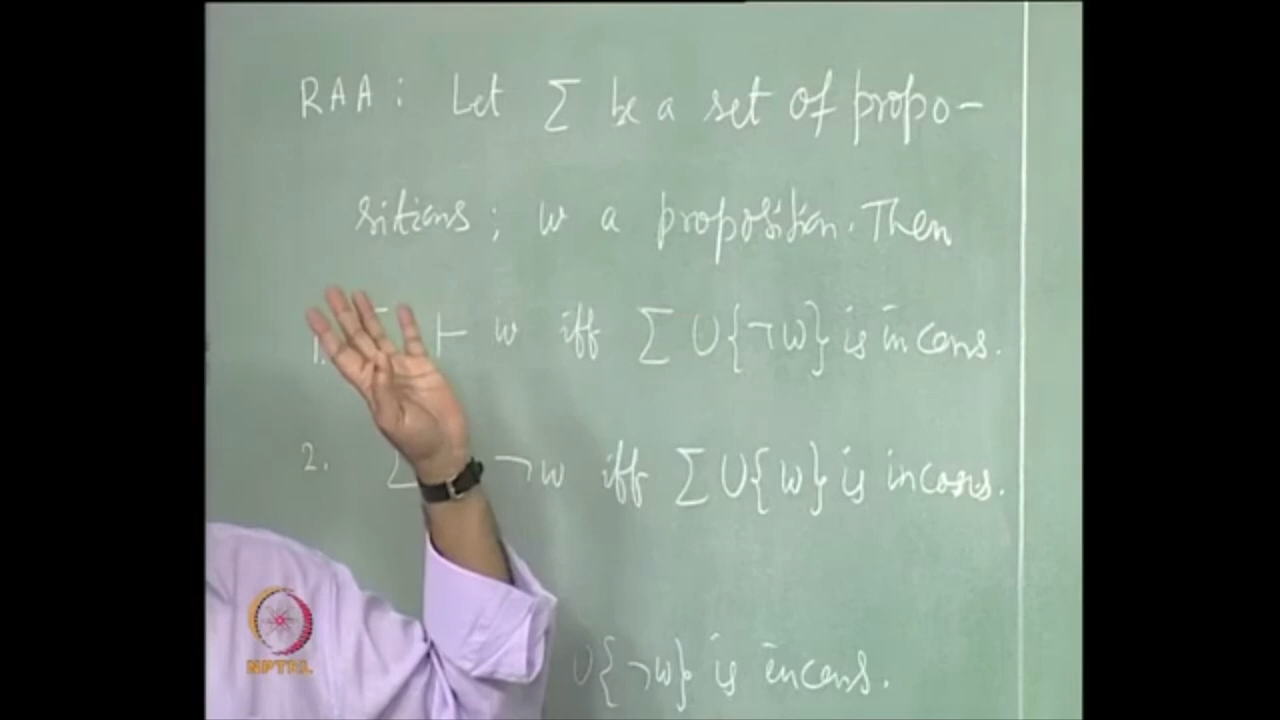 RAA: Let Σ be a set of propo-
sitions; w a proposition. Then
1. ⊢ w iff Σ ∪ {¬w} is incons.
2. Σ ¬w iff Σ ∪ {w} is incons.
∪ {¬w} is incons.
NPTEL